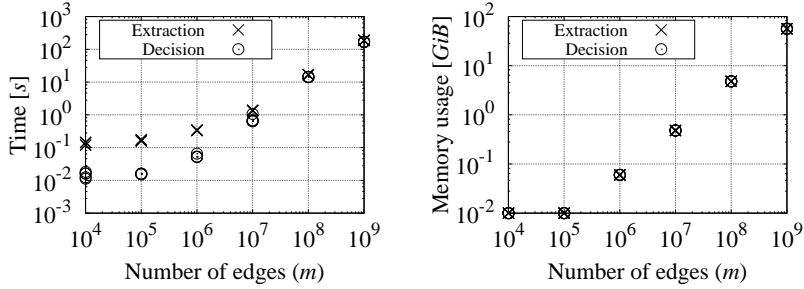 Extraction
Decision
Time [s]
10^3
10^2
10^1
10^0
10^-1
10^-2
10^-3
10^4 10^5 10^6 10^7 10^8 10^9
Number of edges (m)
Extraction
Decision
Memory usage [GiB]
10^2
10^1
10^0
10^-1
10^-2
10^4 10^5 10^6 10^7 10^8 10^9
Number of edges (m)